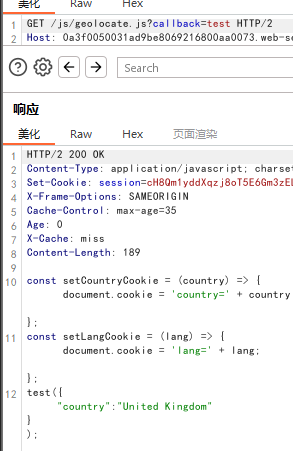 美化 Raw Hex
1 GET /js/geolocate.js?callback=test HTTP/2
2 Host: 0a3f0050031ad9be8069216800aa0073.web-se
Search
响应
美化 Raw Hex 页面渲染
1 HTTP/2 200 OK
2 Content-Type: application/javascript; charset
3 Set-Cookie: session=cH8Qm1yddXqzj8oT5E6Gm3zEL
4 X-Frame-Options: SAMEORIGIN
5 Cache-Control: max-age=35
6 Age: 0
7 X-Cache: miss
8 Content-Length: 189
9
10 const setCountryCookie = (country) => {
document.cookie = 'country=' + country
};
11 const setLangCookie = (lang) => {
document.cookie = 'lang=' + lang;
};
12 test({
"country":"United Kingdom"
}
);